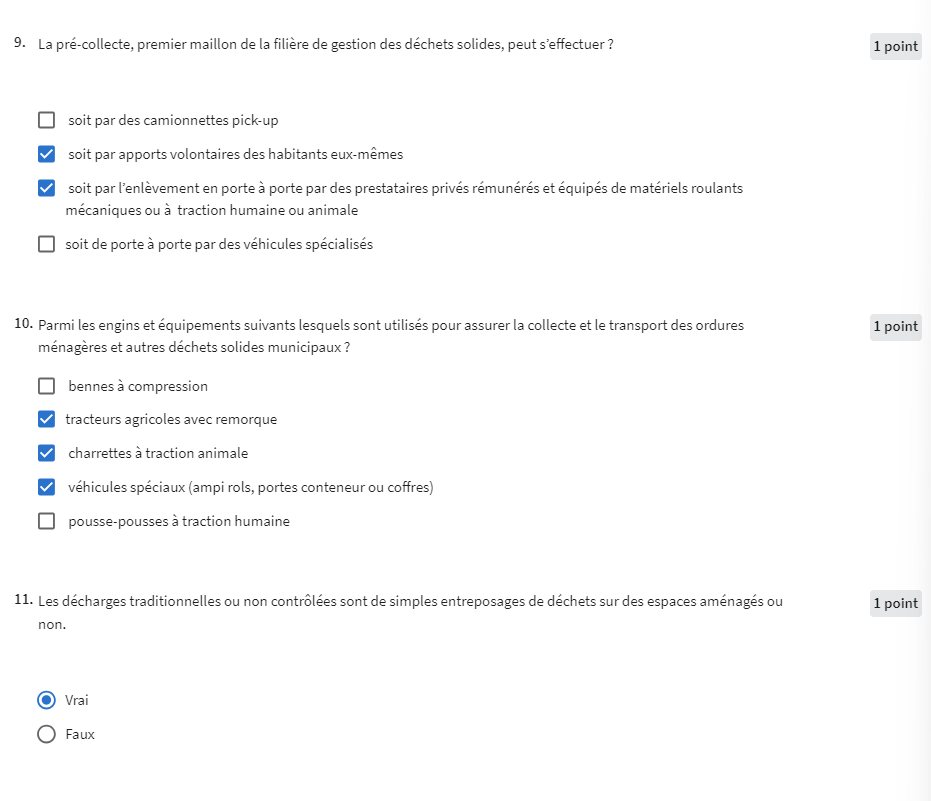 9. La pré-collecte, premier maillon de la filière de gestion des déchets solides, peut s'effectuer ?
1 point
soit par des camionnettes pick-up
soit par apports volontaires des habitants eux-mêmes
soit par l'enlèvement en porte à porte par des prestataires privés rémunérés et équipés de matériels roulants
mécaniques ou à traction humaine ou animale
soit de porte à porte par des véhicules spécialisés
10. Parmi les engins et équipements suivants lesquels sont utilisés pour assurer la collecte et le transport des ordures
1 point
ménagères et autres déchets solides municipaux ?
bennes à compression
tracteurs agricoles avec remorque
charrettes à traction animale
véhicules spéciaux (ampi rols, portes conteneur ou coffres)
pousse-pousses à traction humaine
11. Les décharges traditionnelles ou non contrôlées sont de simples entreposages de déchets sur des espaces aménagés ou
1 point
non.
Vrai
Faux